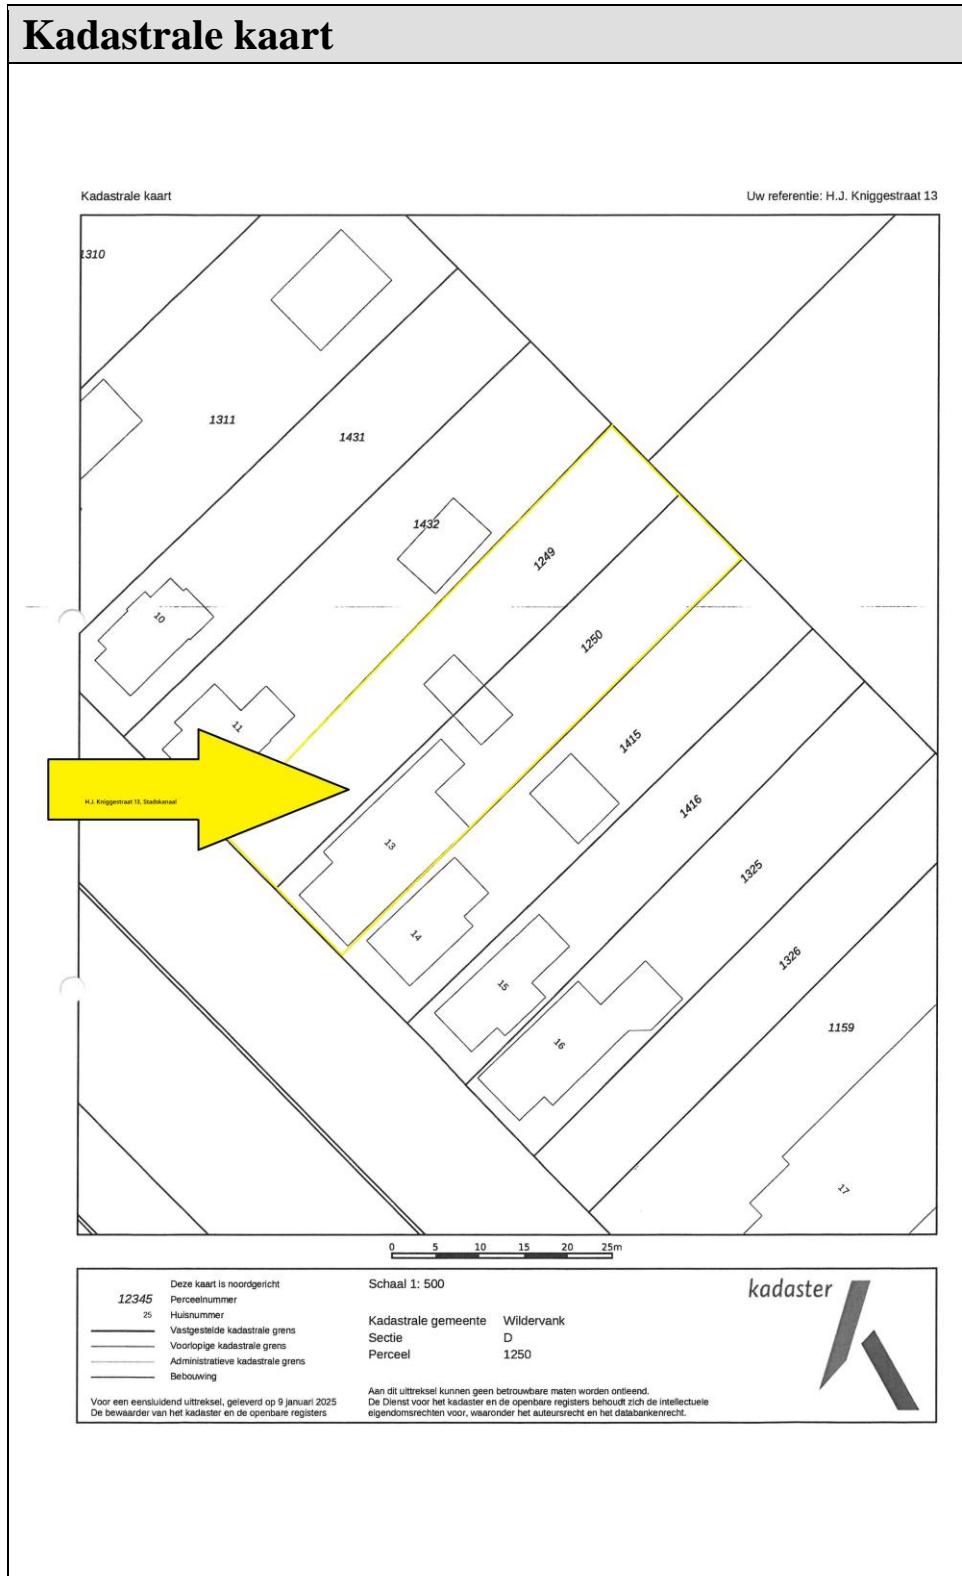 Kadastrale kaart
Kadastrale kaart
Uw referentie: H.J. Kniggestraat 13
1310
1311
1431
1432
1249
1250
10
11
1415
H.J. Kniggestraat 13, Stadskanaal
13
1416
14
1325
15
1326
16
1159
17
0 5 10 15 20 25m
Deze kaart is noordgericht
12345 Perceelnummer
25 Huisnummer
Vastgestelde kadastrale grens
Voorlopige kadastrale grens
Administratieve kadastrale grens
Bebouwing
Voor een eensluidend uittreksel, geleverd op 9 januari 2025
De bewaarder van het kadaster en de openbare registers
Schaal 1: 500
Kadastrale gemeente Wildervank
Sectie D
Perceel 1250
Aan dit uittreksel kunnen geen betrouwbare maten worden ontleend.
De Dienst voor het kadaster en de openbare registers behoudt zich de intellectuele
eigendomsrechten voor, waaronder het auteursrecht en het databankenrecht.
kadaster